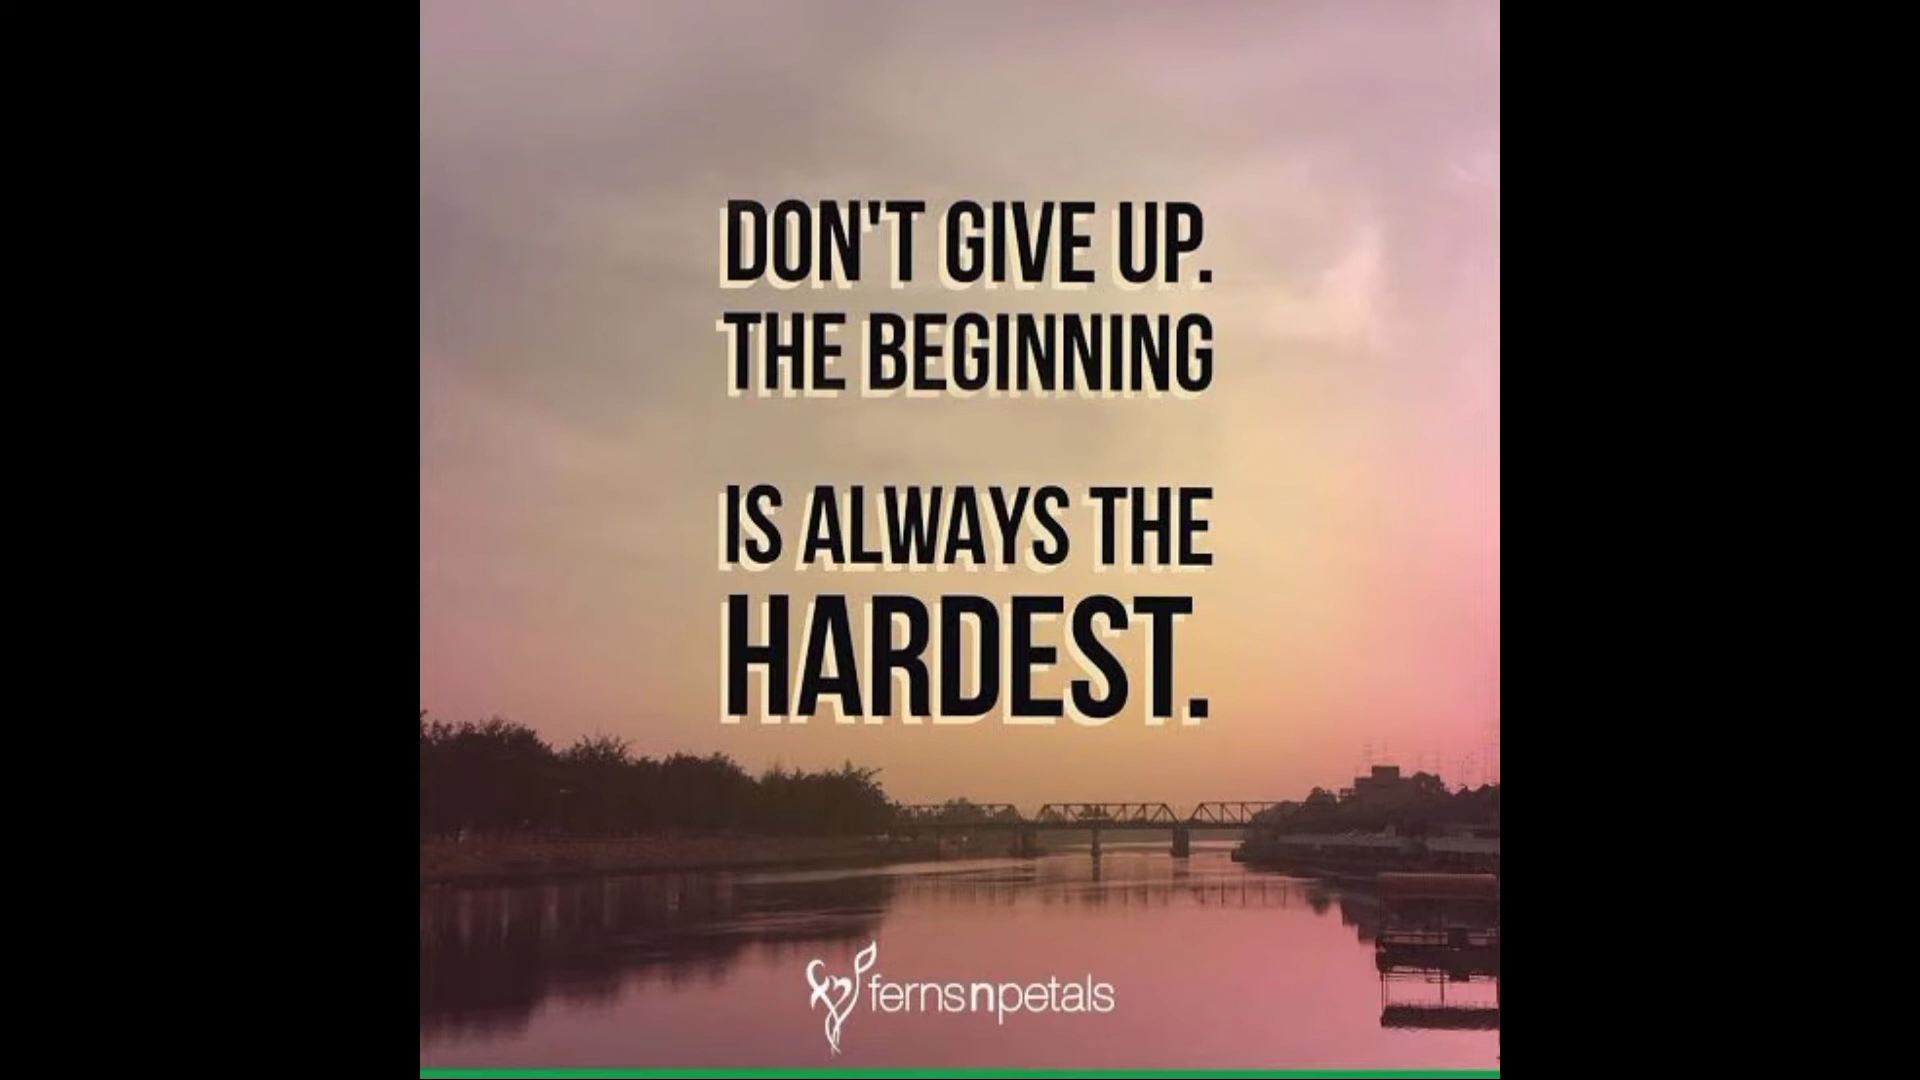 DON'T GIVE UP.
THE BEGINNING
IS ALWAYS THE
HARDEST.
fernsnpetals